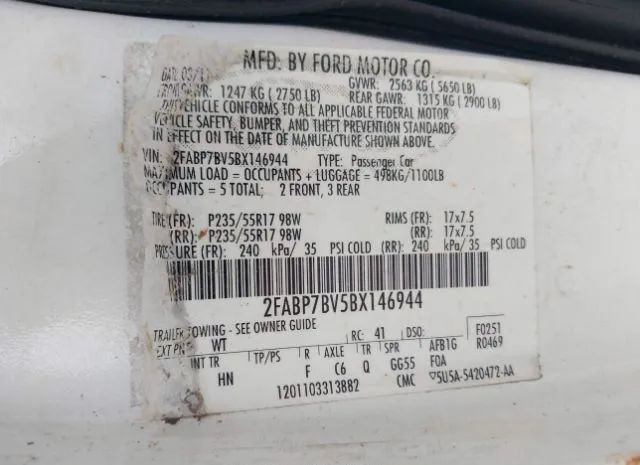 MFD. BY FORD MOTOR CO.
GVWR: 2563 KG ( 5650 LB)
1247 KG ( 2750 LB) REAR GAWR: 1315 KG ( 2900 LB)
VEHICLE CONFORMS TO ALL APPLICABLE FEDERAL MOTOR
VEHICLE SAFETY, BUMPER, AND THEFT PREVENTION STANDARDS
IN EFFECT ON THE DATE OF MANUFACTURE SHOWN ABOVE.
VIN: 2FABP7BV5BX146944 TYPE: Passenger Car
MAXIMUM LOAD = OCCUPANTS + LUGGAGE = 498KG/1100LB
OCCUPANTS = 5 TOTAL; 2 FRONT, 3 REAR
TIRE (FR): P235/55R17 98W RIMS (FR): 17x7.5
(RR): P235/55R17 98W (RR): 17x7.5
PRESSURE (FR): 240 kPa/ 35 PSI COLD (RR): 240 kPa/ 35 PSI COLD
2FABP7BV5BX146944
TRAILER TOWING - SEE OWNER GUIDE
EXT PNT: WT RC: 41 DSO: F0251
INT TR TP/PS R AXLE TR SPR AFB1G R0469
HN F C6 Q GG55 FOA
1201103313882 CMC 5U5A-5420472-AA